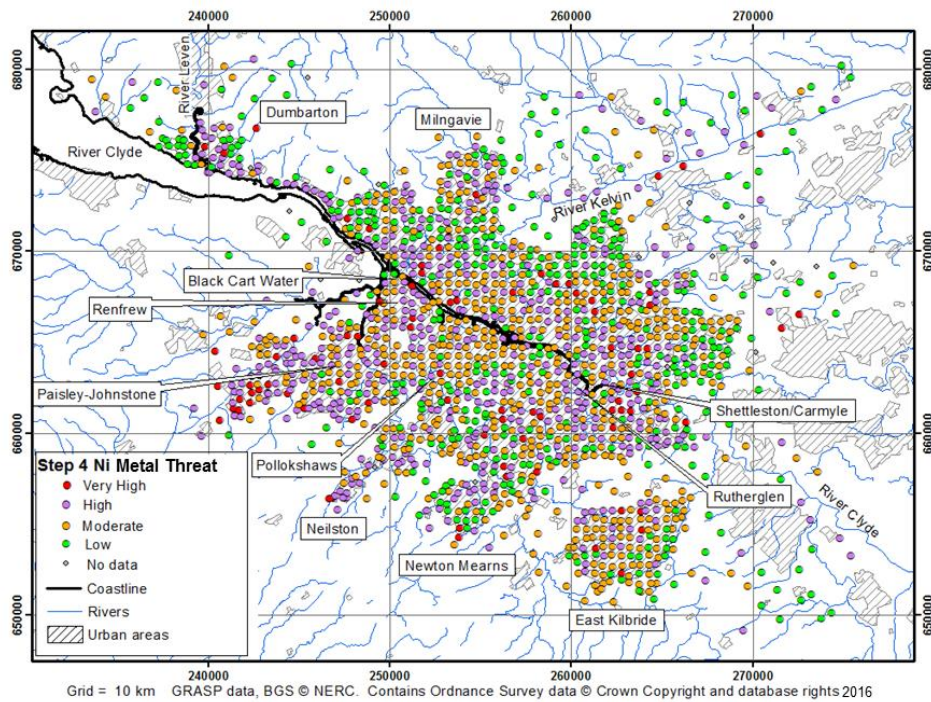 240000 250000 260000 270000
680000 680000
River Leven
Dumbarton
Milngavie
River Clyde
River Kelvin
670000 670000
Black Cart Water
Renfrew
Paisley-Johnstone
Shettleston/Carmyle
660000 660000
Pollokshaws
Rutherglen
Neilston
River Clyde
Newton Mearns
East Kilbride
650000 650000
Step 4 Ni Metal Threat
Very High
High
Moderate
Low
No data
Coastline
Rivers
Urban areas
240000 250000 260000 270000
Grid = 10 km GRASP data, BGS © NERC. Contains Ordnance Survey data © Crown Copyright and database rights 2016